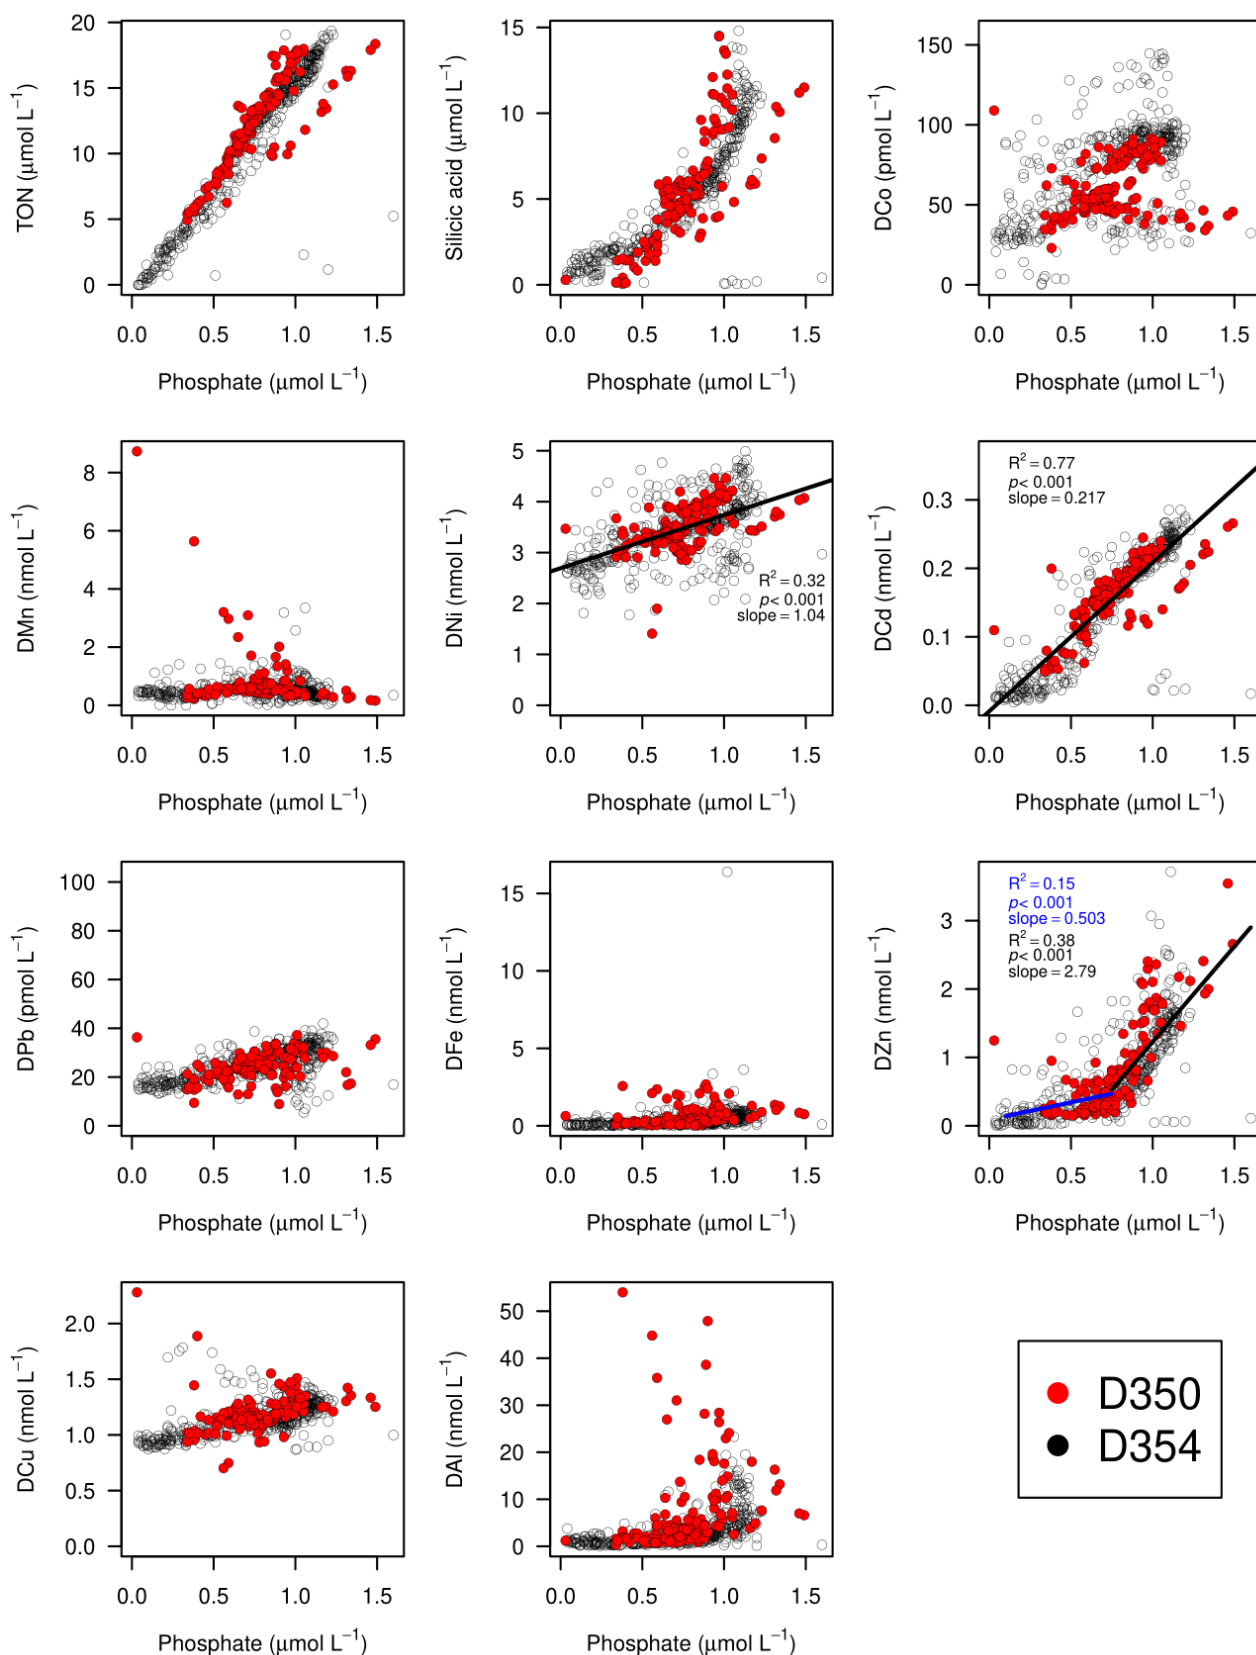 20
15
10
5
0
TON (μmol L⁻¹)
0.0 0.5 1.0 1.5
Phosphate (μmol L⁻¹)
15
10
5
0
Silicic acid (μmol L⁻¹)
0.0 0.5 1.0 1.5
Phosphate (μmol L⁻¹)
150
100
50
0
DCo (pmol L⁻¹)
0.0 0.5 1.0 1.5
Phosphate (μmol L⁻¹)
8
6
4
2
0
DMn (nmol L⁻¹)
0.0 0.5 1.0 1.5
Phosphate (μmol L⁻¹)
5
4
3
2
1
0
DNi (nmol L⁻¹)
R² = 0.32
p< 0.001
slope = 1.04
0.0 0.5 1.0 1.5
Phosphate (μmol L⁻¹)
0.3
0.2
0.1
0.0
DCd (nmol L⁻¹)
R² = 0.77
p< 0.001
slope = 0.217
0.0 0.5 1.0 1.5
Phosphate (μmol L⁻¹)
100
80
60
40
20
0
DPb (pmol L⁻¹)
0.0 0.5 1.0 1.5
Phosphate (μmol L⁻¹)
15
10
5
0
DFe (nmol L⁻¹)
0.0 0.5 1.0 1.5
Phosphate (μmol L⁻¹)
3
2
1
0
DZn (nmol L⁻¹)
R² = 0.15
p< 0.001
slope = 0.503
R² = 0.38
p< 0.001
slope = 2.79
0.0 0.5 1.0 1.5
Phosphate (μmol L⁻¹)
2.0
1.5
1.0
0.5
0.0
DCu (nmol L⁻¹)
0.0 0.5 1.0 1.5
Phosphate (μmol L⁻¹)
50
40
30
20
10
0
DAl (nmol L⁻¹)
0.0 0.5 1.0 1.5
Phosphate (μmol L⁻¹)
D350
D354